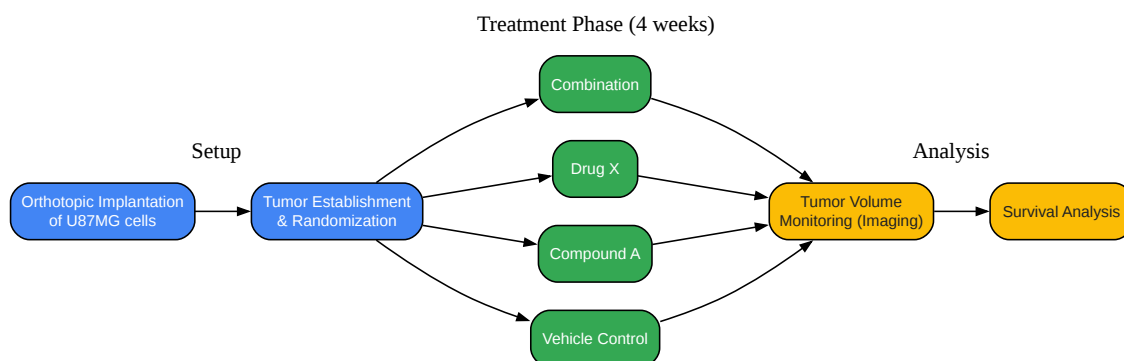 Treatment Phase (4 weeks)
Combination
Setup
Drug X
Analysis
Orthotopic Implantation
of U87MG cells
Tumor Establishment
& Randomization
Tumor Volume
Monitoring (Imaging)
Survival Analysis
Compound A
Vehicle Control